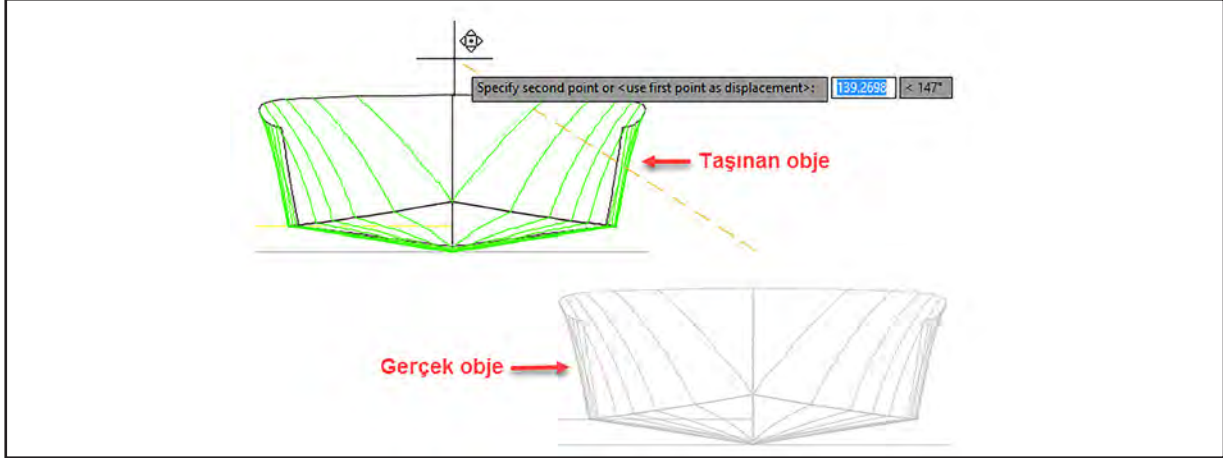 Specify second point or <use first point as displacement>: 139.2698 < 147°
Taşınan obje
Gerçek obje